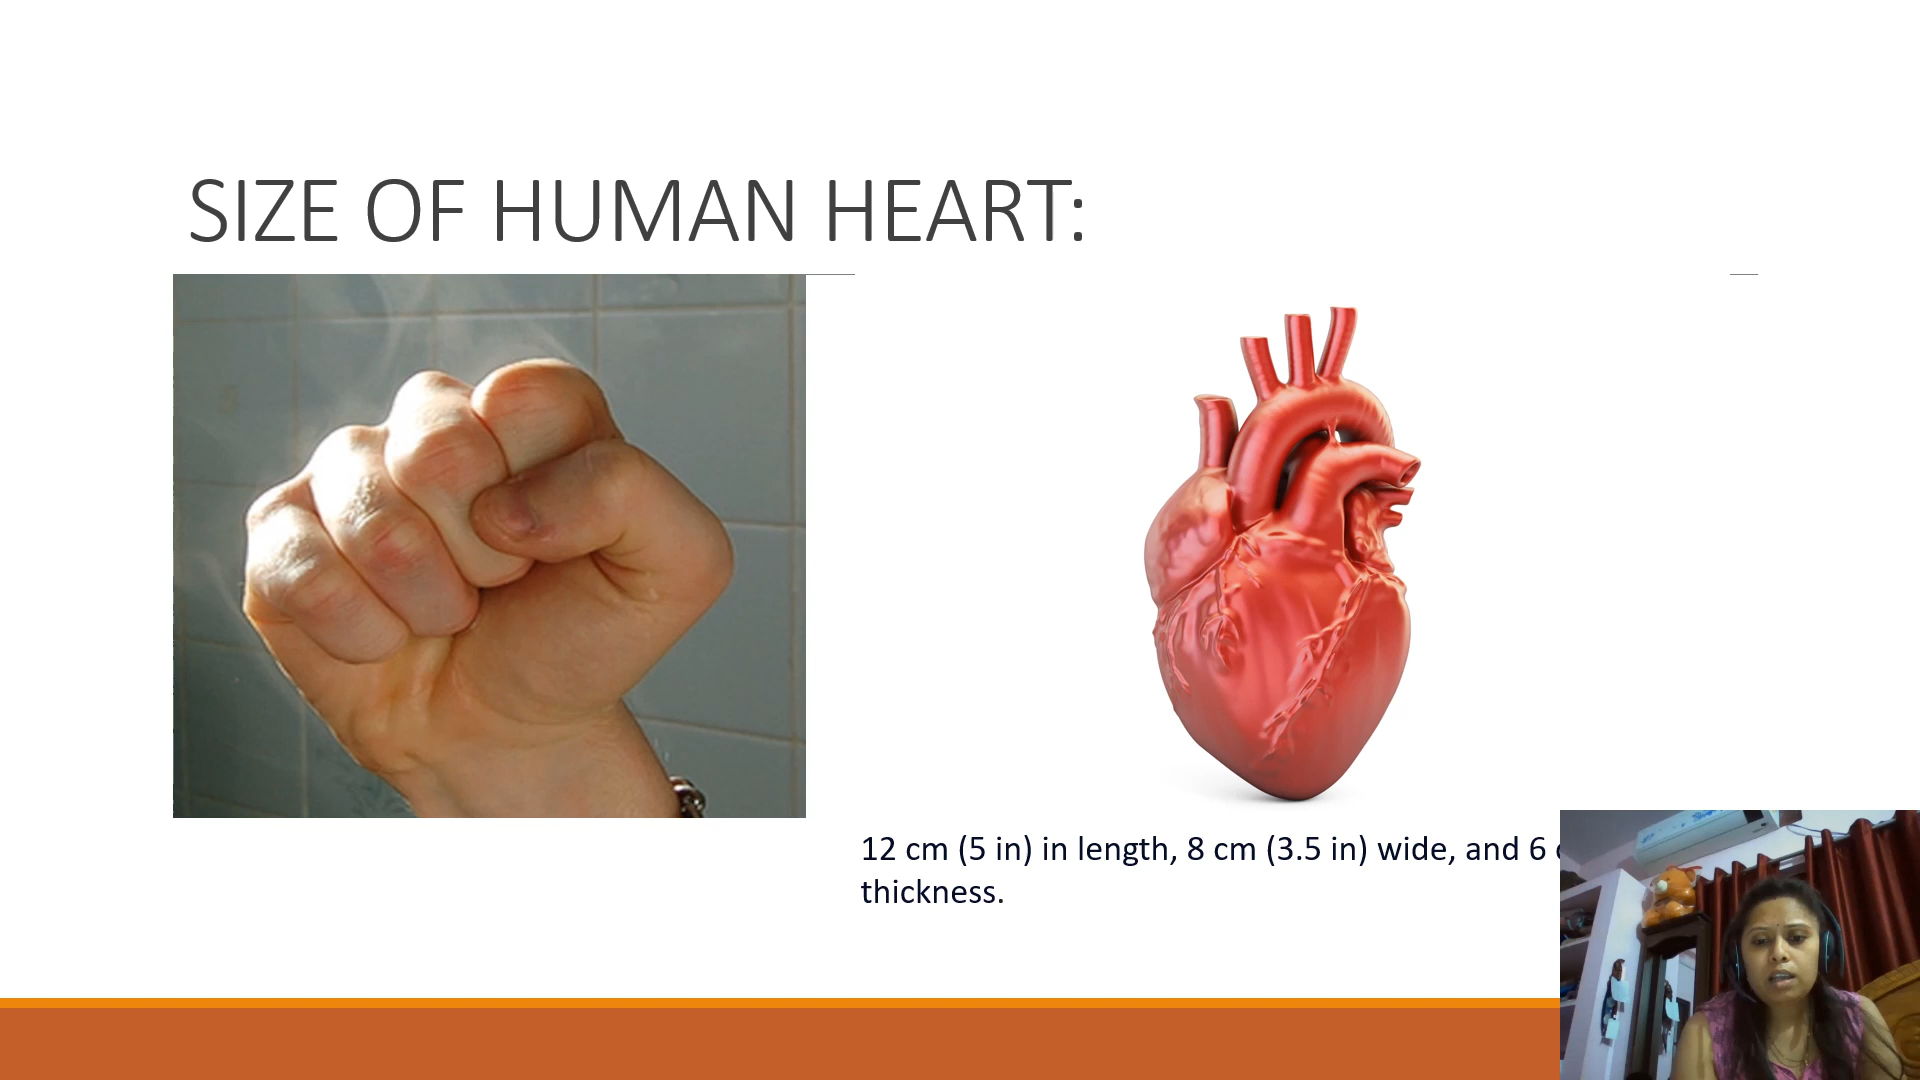 SIZE OF HUMAN HEART:
12 cm (5 in) in length, 8 cm (3.5 in) wide, and 6
thickness.